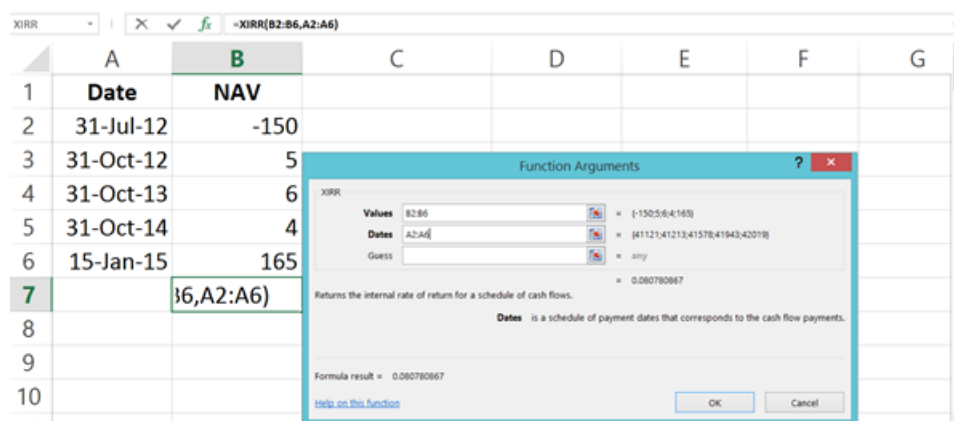 XIRR fx =XIRR(B2:B6,A2:A6)
A B C D E F G
1 Date NAV
2 31-Jul-12 -150
3 31-Oct-12 5
4 31-Oct-13 6
5 31-Oct-14 4
6 15-Jan-15 165
7 36,A2:A6)
8
9
10
Function Arguments ? ×
XIRR
Values B2:B6 = {-150;5;6;4;165}
Dates A2:A6 = {41121;41213;41578;41943;42019}
Guess = any
= 0.080780867
Returns the internal rate of return for a schedule of cash flows.
Dates is a schedule of payment dates that corresponds to the cash flow payments.
Formula result = 0.080780867
Help on this function OK Cancel